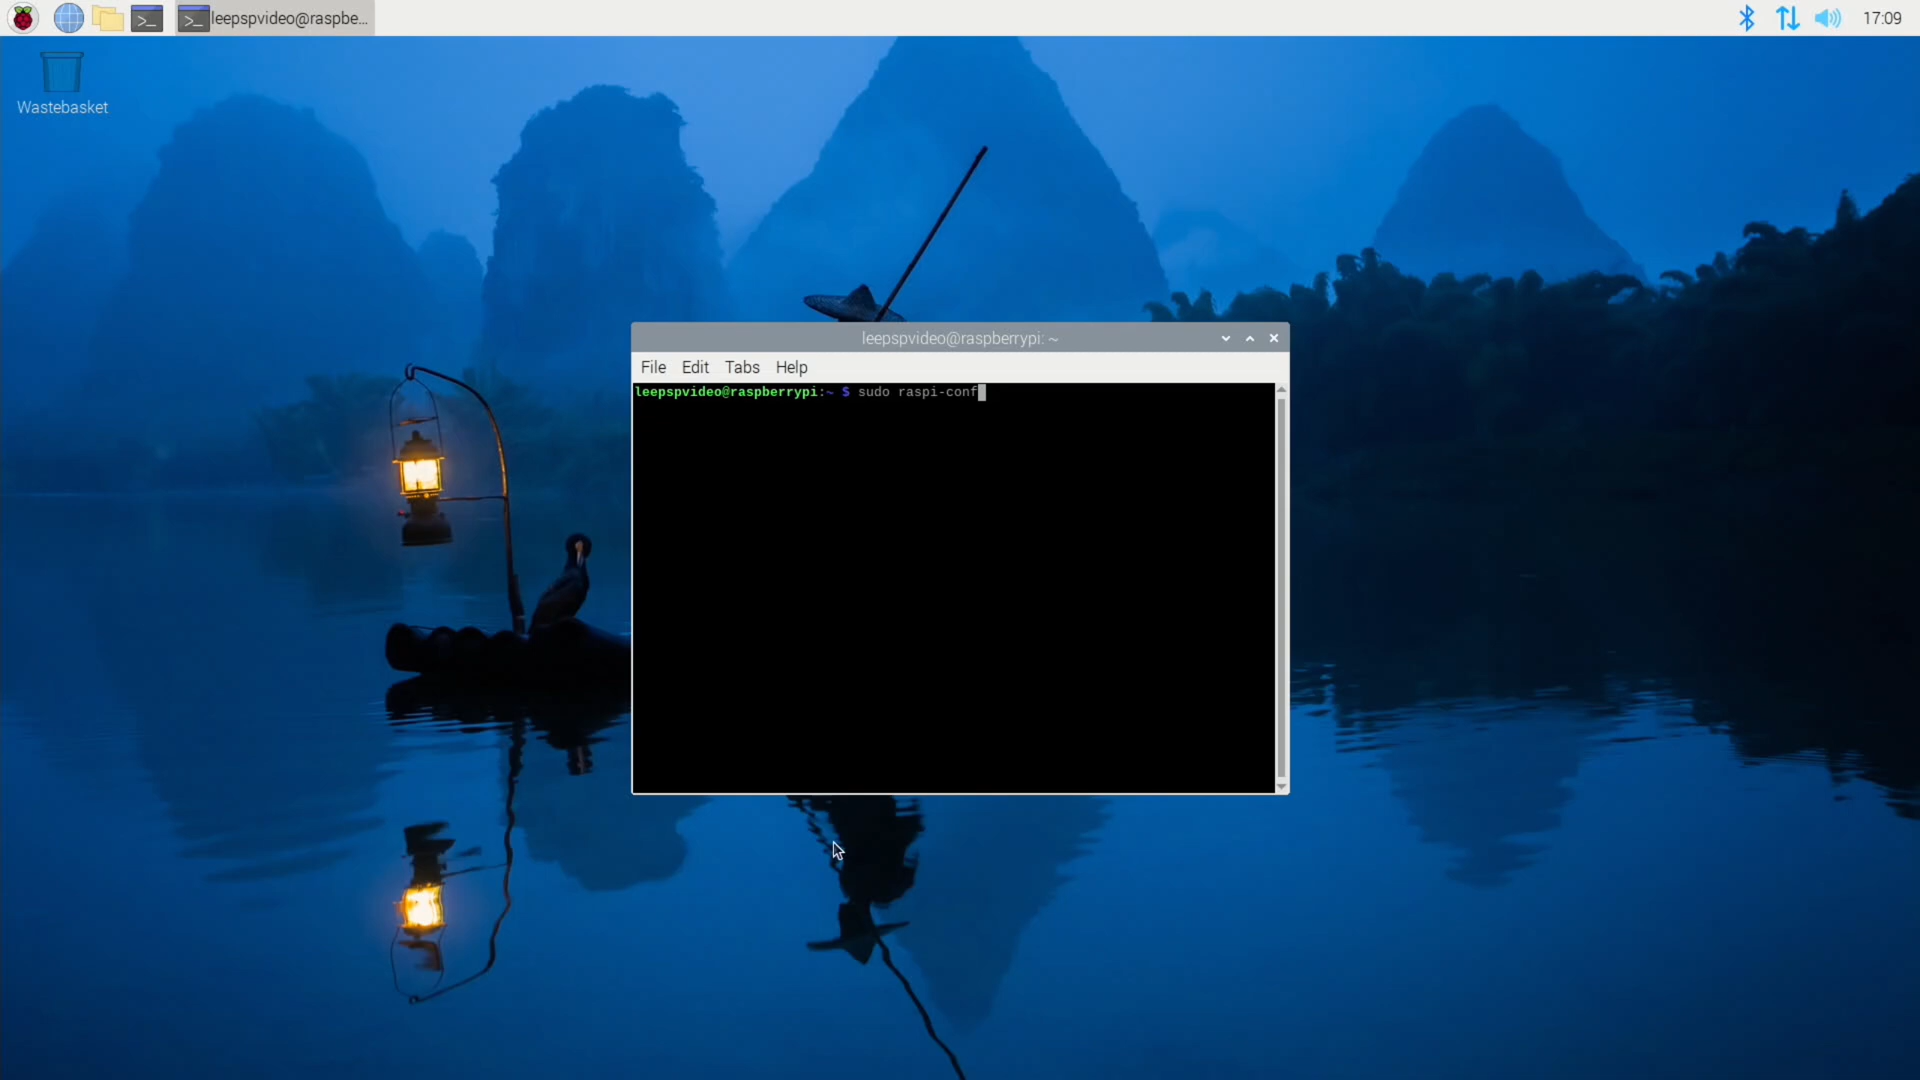 leepspvideo@raspbe...
17:09
Wastebasket
leepspvideo@raspberrypi: ~
File Edit Tabs Help
leepspvideo@raspberrypi:~ $ sudo raspi-conf